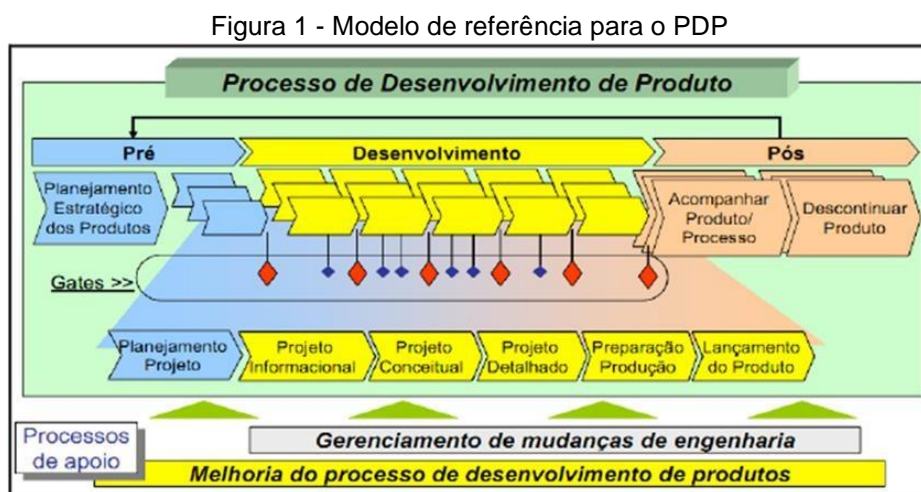 Figura 1 - Modelo de referência para o PDP
Processo de Desenvolvimento de Produto
Pré
Desenvolvimento
Pós
Planejamento
Estratégico
dos Produtos
Acompanhar
Produto/
Processo
Descontinuar
Produto
Gates >>
Planejamento
Projeto
Projeto
Informacional
Projeto
Conceitual
Projeto
Detalhado
Preparação
Produção
Lançamento
do Produto
Processos
de apoio
Gerenciamento de mudanças de engenharia
Melhoria do processo de desenvolvimento de produtos